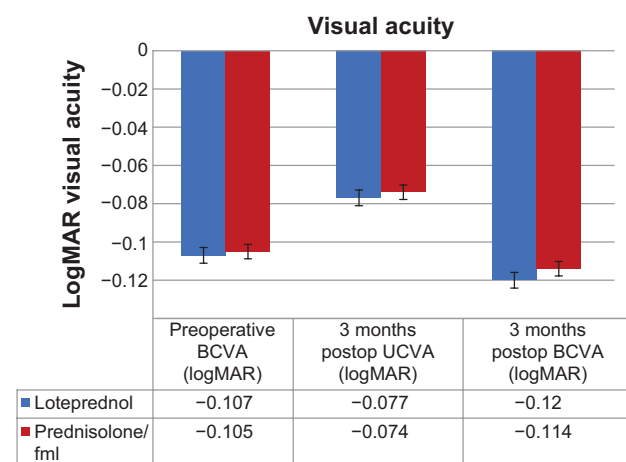 Visual acuity
LogMAR visual acuity
0
−0.02
−0.04
−0.06
−0.08
−0.1
−0.12
Preoperative
BCVA
(logMAR)
3 months
postop UCVA
(logMAR)
3 months
postop BCVA
(logMAR)
Loteprednol
−0.107
−0.077
−0.12
Prednisolone/
fml
−0.105
−0.074
−0.114